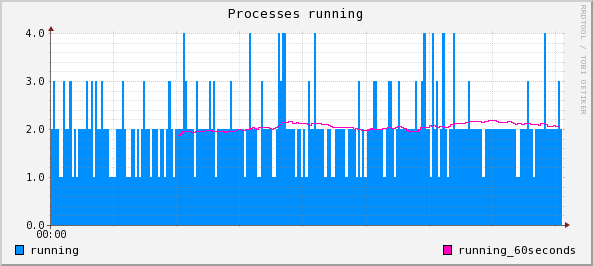 Processes running
RRDTOOL / TOBI OETIKER
4.0
3.0
2.0
1.0
0.0
00:00
running
running_60seconds